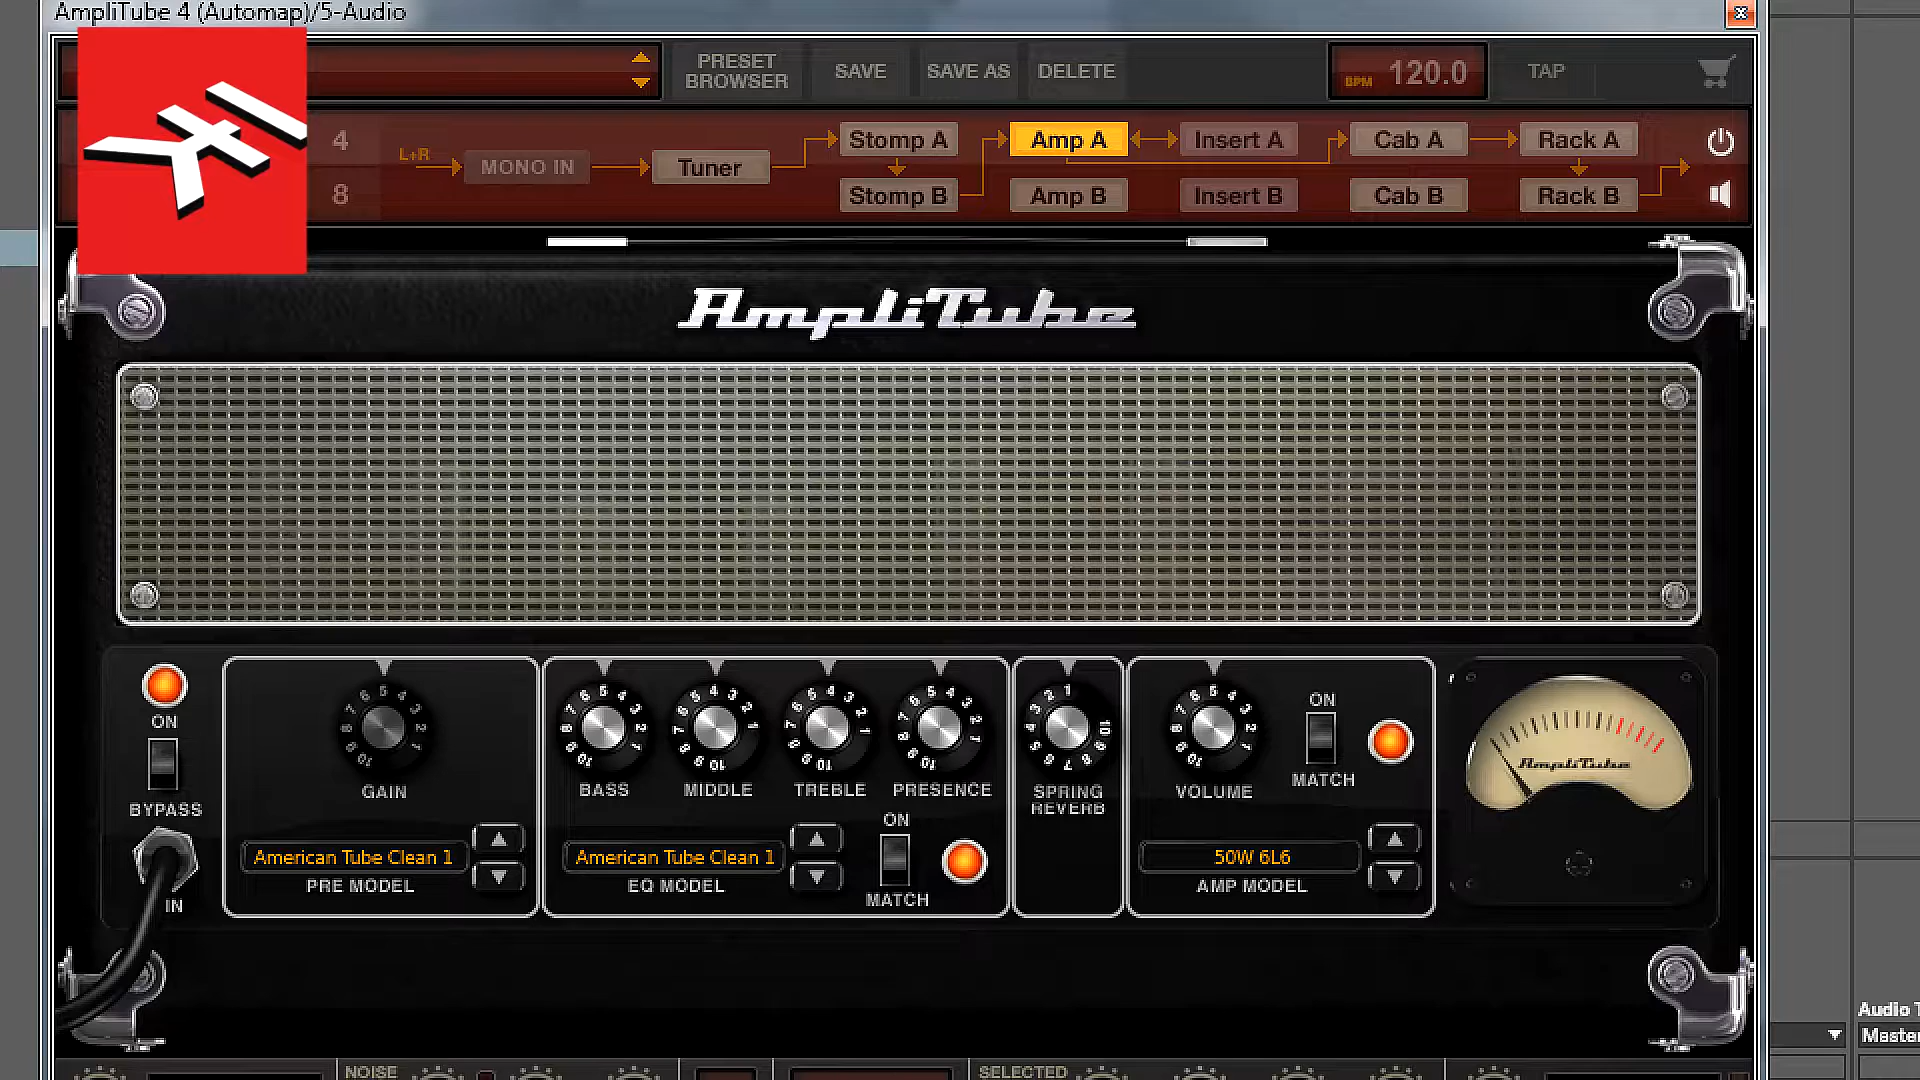 AmpliTube 4 (Automap)/5-Audio
PRESET BROWSER
SAVE
SAVE AS
DELETE
BPM 120.0
TAP
4
8
L+R
MONO IN
Tuner
Stomp A
Amp A
Insert A
Cab A
Rack A
Stomp B
Amp B
Insert B
Cab B
Rack B
AmpliTube
ON
BYPASS
IN
GAIN
American Tube Clean 1
PRE MODEL
BASS
MIDDLE
TREBLE
PRESENCE
American Tube Clean 1
EQ MODEL
ON
MATCH
SPRING
REVERB
VOLUME
ON
MATCH
50W 6L6
AMP MODEL
AmpliTube
NOISE
SELECTED
Audio T
Master